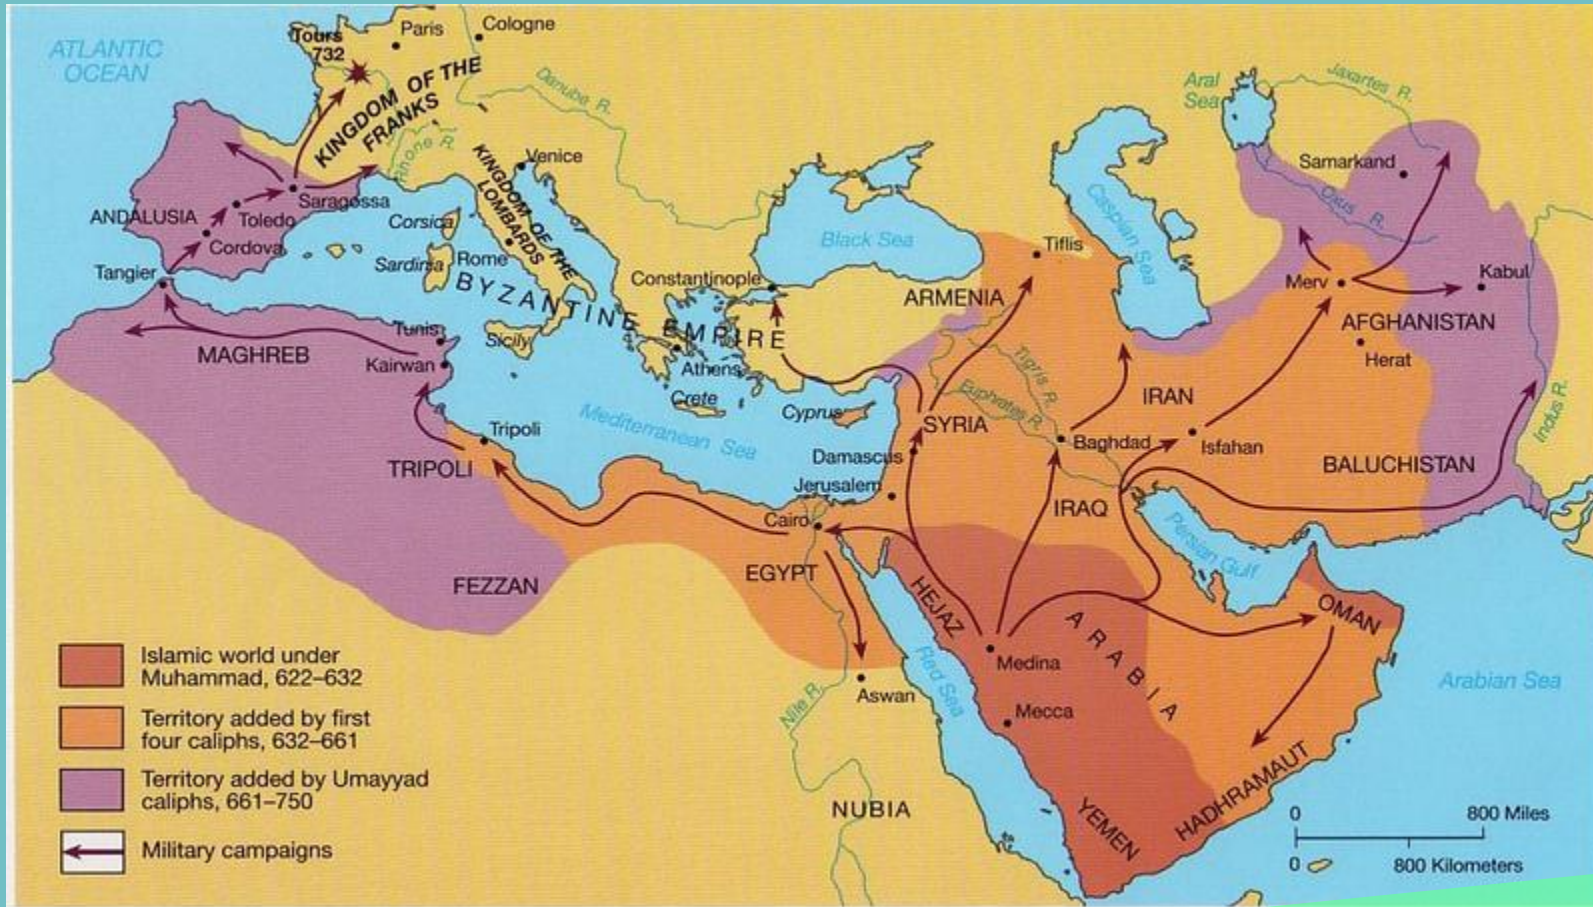 ATLANTIC
OCEAN
Tours
732
Paris
Cologne
KINGDOM OF THE
FRANKS
Danube R.
Rhone R.
Venice
KINGDOM OF THE
LOMBARDS
Saragossa
ANDALUSIA
Toledo
Cordova
Tangier
Corsica
Sardinia
Rome
BYZANTINE EMPIRE
Constantinople
Black Sea
Tiflis
ARMENIA
Caspian Sea
Aral
Sea
Jaxartes R.
Samarkand
Oxus R.
Merv
Kabul
AFGHANISTAN
Herat
MAGHREB
Tunis
Kairwan
Sicily
Athens
Crete
Cyprus
Mediterranean Sea
Tripoli
TRIPOLI
SYRIA
Damascus
Jerusalem
Tigris R.
Euphrates R.
Baghdad
IRAN
Isfahan
IRAQ
BALUCHISTAN
Indus R.
Cairo
EGYPT
FEZZAN
HEJAZ
ARABIA
Persian Gulf
OMAN
Medina
Mecca
Red Sea
Nile R.
Aswan
NUBIA
YEMEN
HADHRAMAUT
Arabian Sea
Islamic world under
Muhammad, 622–632
Territory added by first
four caliphs, 632–661
Territory added by Umayyad
caliphs, 661–750
Military campaigns
0 800 Miles
0 800 Kilometers